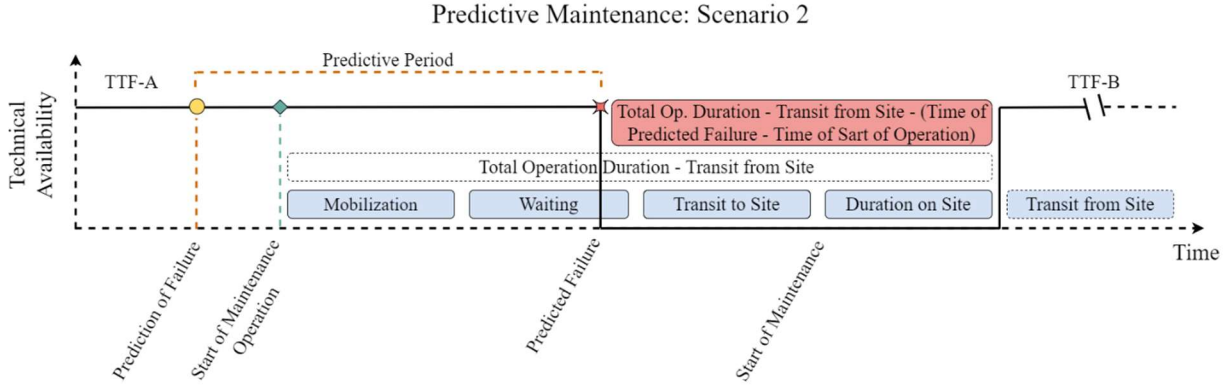 Predictive Maintenance: Scenario 2
Predictive Period
TTF-A
TTF-B
Technical
Availability
Total Op. Duration - Transit from Site - (Time of
Predicted Failure - Time of Sart of Operation)
Total Operation Duration - Transit from Site
Mobilization
Waiting
Transit to Site
Duration on Site
Transit from Site
Time
Prediction of Failure
Start of Maintenance
Operation
Predicted Failure
Start of Maintenance